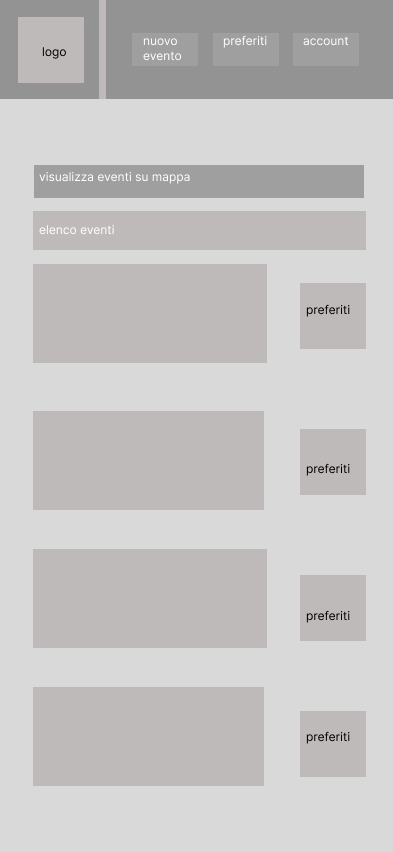 logo
nuovo
evento
preferiti
account
visualizza eventi su mappa
elenco eventi
preferiti
preferiti
preferiti
preferiti